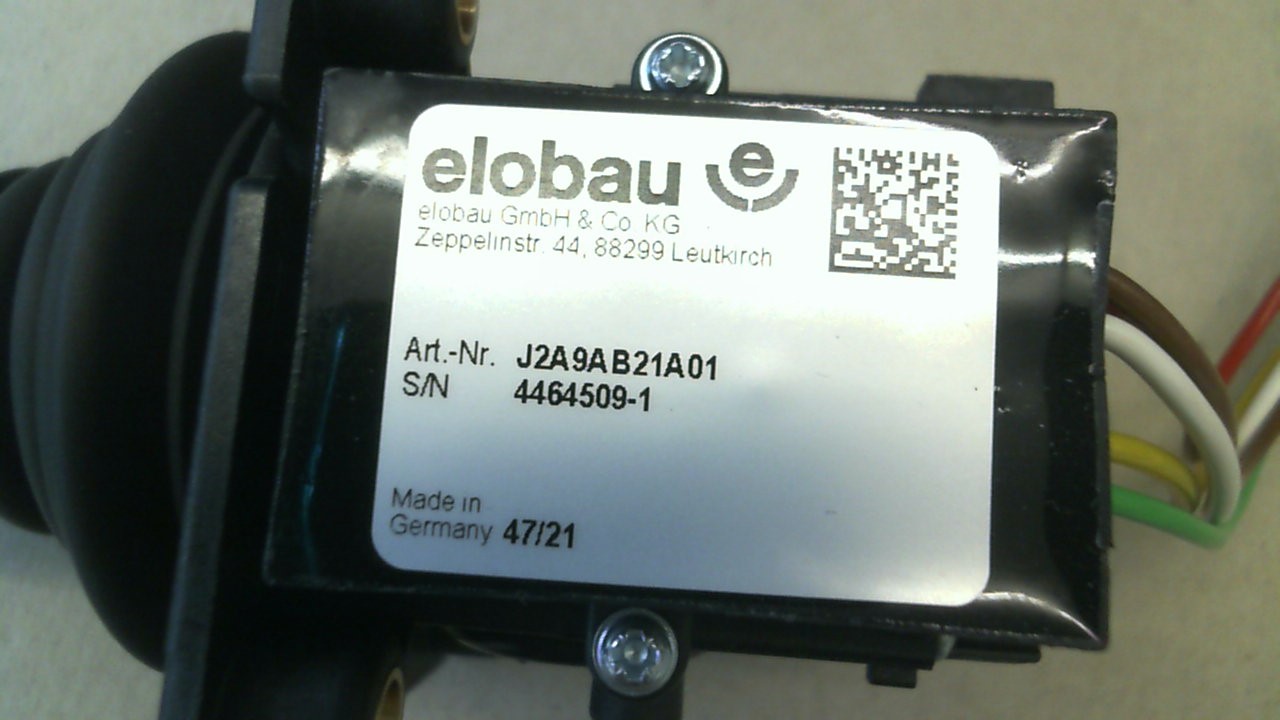 elobau e
elobau GmbH & Co. KG
Zeppelinstr. 44, 88299 Leutkirch
Art.-Nr. J2A9AB21A01
S/N 4464509-1
Made in
Germany 47/21